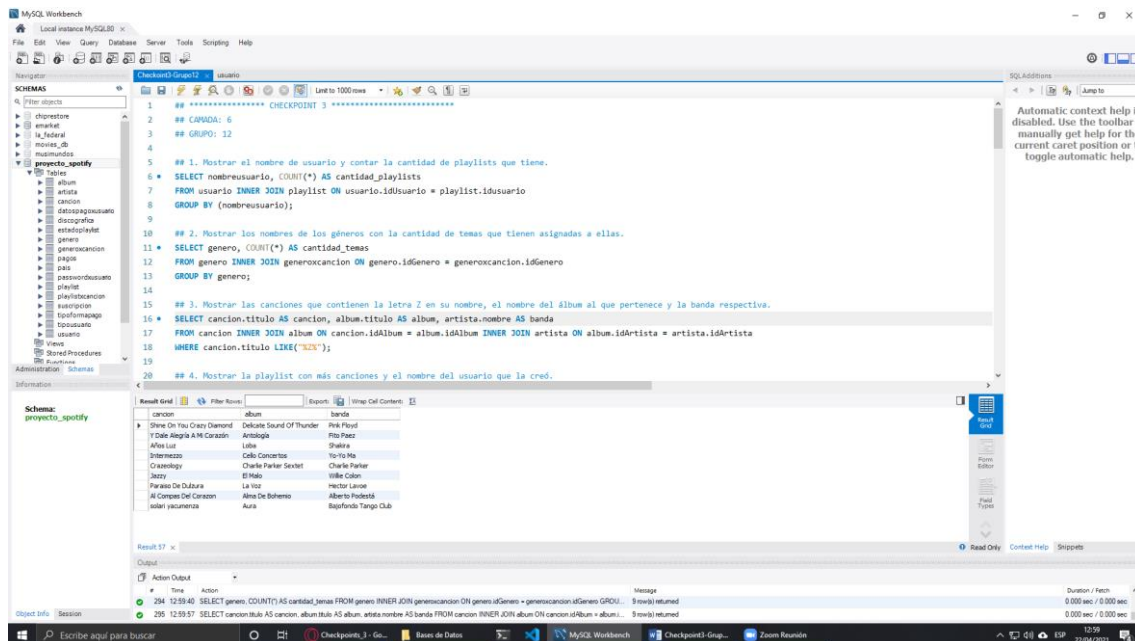 MySQL Workbench
Local instance MySQL80
File Edit View Query Database Server Tools Scripting Help
Navigator
SCHEMAS
Filter objects
chiprestore
emarket
la_federal
movies_db
musimundos
proyecto_spotify
Tables
album
artista
cancion
datospagoxusuario
discografica
estadoplaylist
genero
generoxcancion
pagos
pais
passwordxusuario
playlist
playlistxcancion
suscripcion
tipoformapago
tipousuario
usuario
Views
Stored Procedures
Functions
Administration Schemas
Information
Schema:
proyecto_spotify
Object Info Session
Checkpoint3-Grupo12 usuario
Limit to 1000 rows
1 ## **************** CHECKPOINT 3 *************************
2 ## CAMADA: 6
3 ## GRUPO: 12
4
5 ## 1. Mostrar el nombre de usuario y contar la cantidad de playlists que tiene.
6 SELECT nombreusuario, COUNT(*) AS cantidad_playlists
7 FROM usuario INNER JOIN playlist ON usuario.idUsuario = playlist.idusuario
8 GROUP BY (nombreusuario);
9
10 ## 2. Mostrar los nombres de los géneros con la cantidad de temas que tienen asignadas a ellas.
11 SELECT genero, COUNT(*) AS cantidad_temas
12 FROM genero INNER JOIN generoxcancion ON genero.idGenero = generoxcancion.idGenero
13 GROUP BY genero;
14
15 ## 3. Mostrar las canciones que contienen la letra Z en su nombre, el nombre del álbum al que pertenece y la banda respectiva.
16 SELECT cancion.titulo AS cancion, album.titulo AS album, artista.nombre AS banda
17 FROM cancion INNER JOIN album ON cancion.idAlbum = album.idAlbum INNER JOIN artista ON album.idArtista = artista.idArtista
18 WHERE cancion.titulo LIKE("%Z%");
19
20 ## 4. Mostrar la playlist con más canciones y el nombre del usuario que la creó.
Result Grid Filter Rows: Export: Wrap Cell Content:
cancion album banda
Shine On You Crazy Diamond Delicate Sound Of Thunder Pink Floyd
Y Dale Alegría A Mi Corazón Antología Fito Paez
Años Luz Loba Shakira
Intermezzo Cello Concertos Yo-Yo Ma
Crazeology Charlie Parker Sextet Charlie Parker
Jazzy El Malo Willie Colon
Paraiso De Dulzura La Voz Hector Lavoe
Al Compas Del Corazon Alma De Bohemio Alberto Podestá
solari yacumenza Aura Bajofondo Tango Club
Result Grid
Form Editor
Field Types
Result 57
Read Only
Output
Action Output
# Time Action Message Duration / Fetch
294 12:59:40 SELECT genero, COUNT(*) AS cantidad_temas FROM genero INNER JOIN generoxcancion ON genero.idGenero = generoxcancion.idGenero GROU... 9 row(s) returned 0.000 sec / 0.000 sec
295 12:59:57 SELECT cancion.titulo AS cancion, album.titulo AS album, artista.nombre AS banda FROM cancion INNER JOIN album ON cancion.idAlbum = album.i... 9 row(s) returned 0.000 sec / 0.000 sec
SQLAdditions
Jump to
Automatic context help i
disabled. Use the toolbar
manually get help for th
current caret position or
toggle automatic help.
Context Help Snippets
Escribe aquí para buscar
Checkpoints_3 - Go...
Bases de Datos
MySQL Workbench
Checkpoint3-Grup...
Zoom Reunión
ESP
12:59
22/04/2021